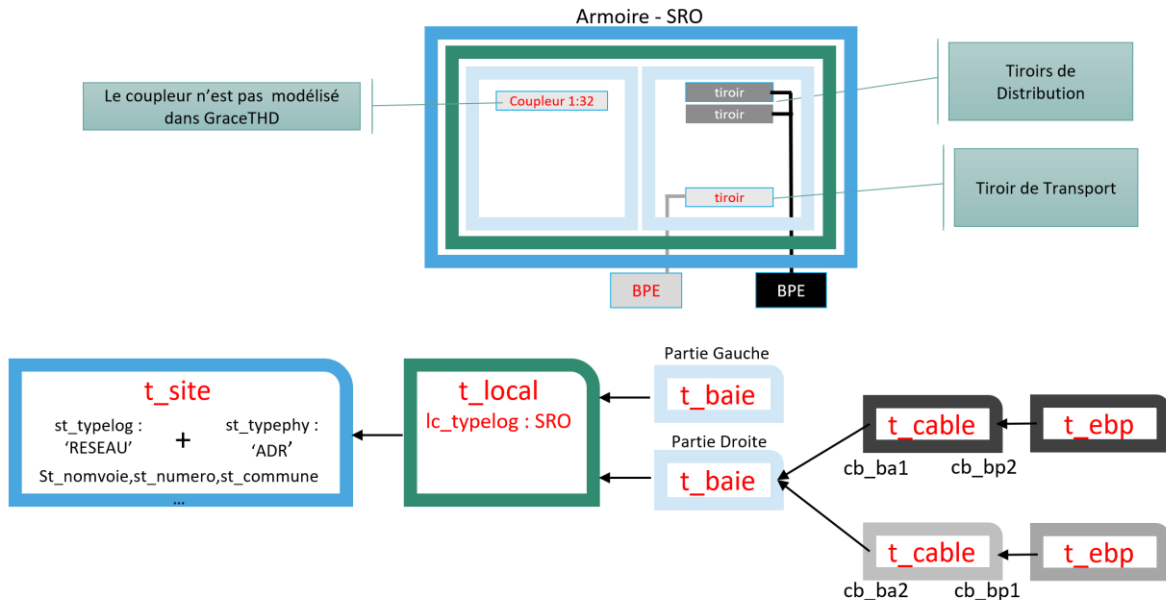 Armoire - SRO
Le coupleur n'est pas modélisé
dans GraceTHD
Coupleur 1:32
tiroir
tiroir
tiroir
Tiroirs de
Distribution
Tiroir de Transport
BPE
BPE
t_site
st_typelog :
'RESEAU'
+
st_typephy :
'ADR'
St_nomvoie,st_numero,st_commune
...
t_local
lc_typelog : SRO
Partie Gauche
t_baie
Partie Droite
t_baie
t_cable
t_ebp
cb_ba1
cb_bp2
t_cable
t_ebp
cb_ba2
cb_bp1